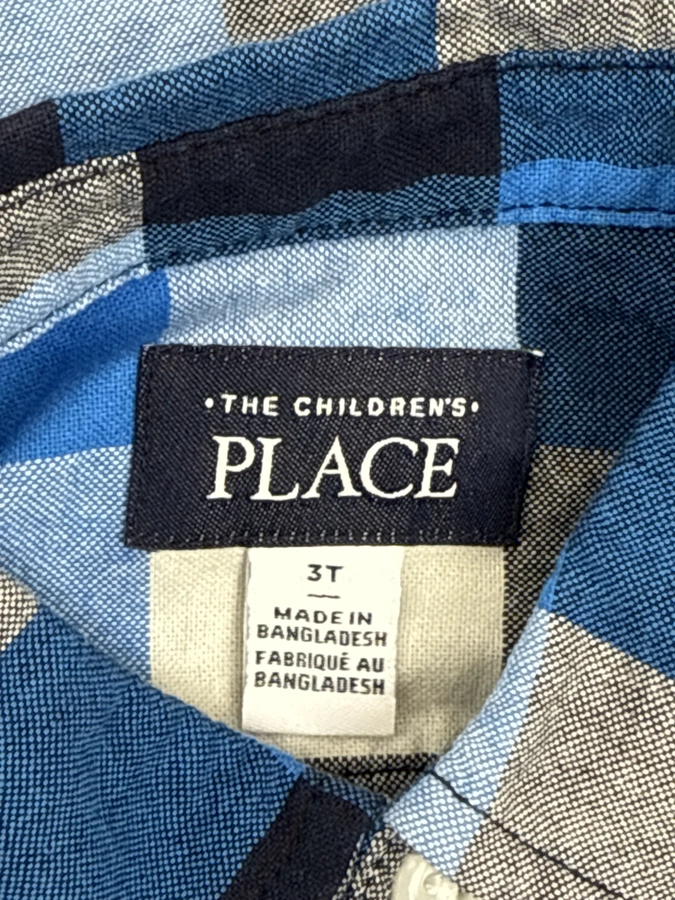 •THE CHILDREN'S•
PLACE
3T
MADE IN
BANGLADESH
FABRIQUÉ AU
BANGLADESH